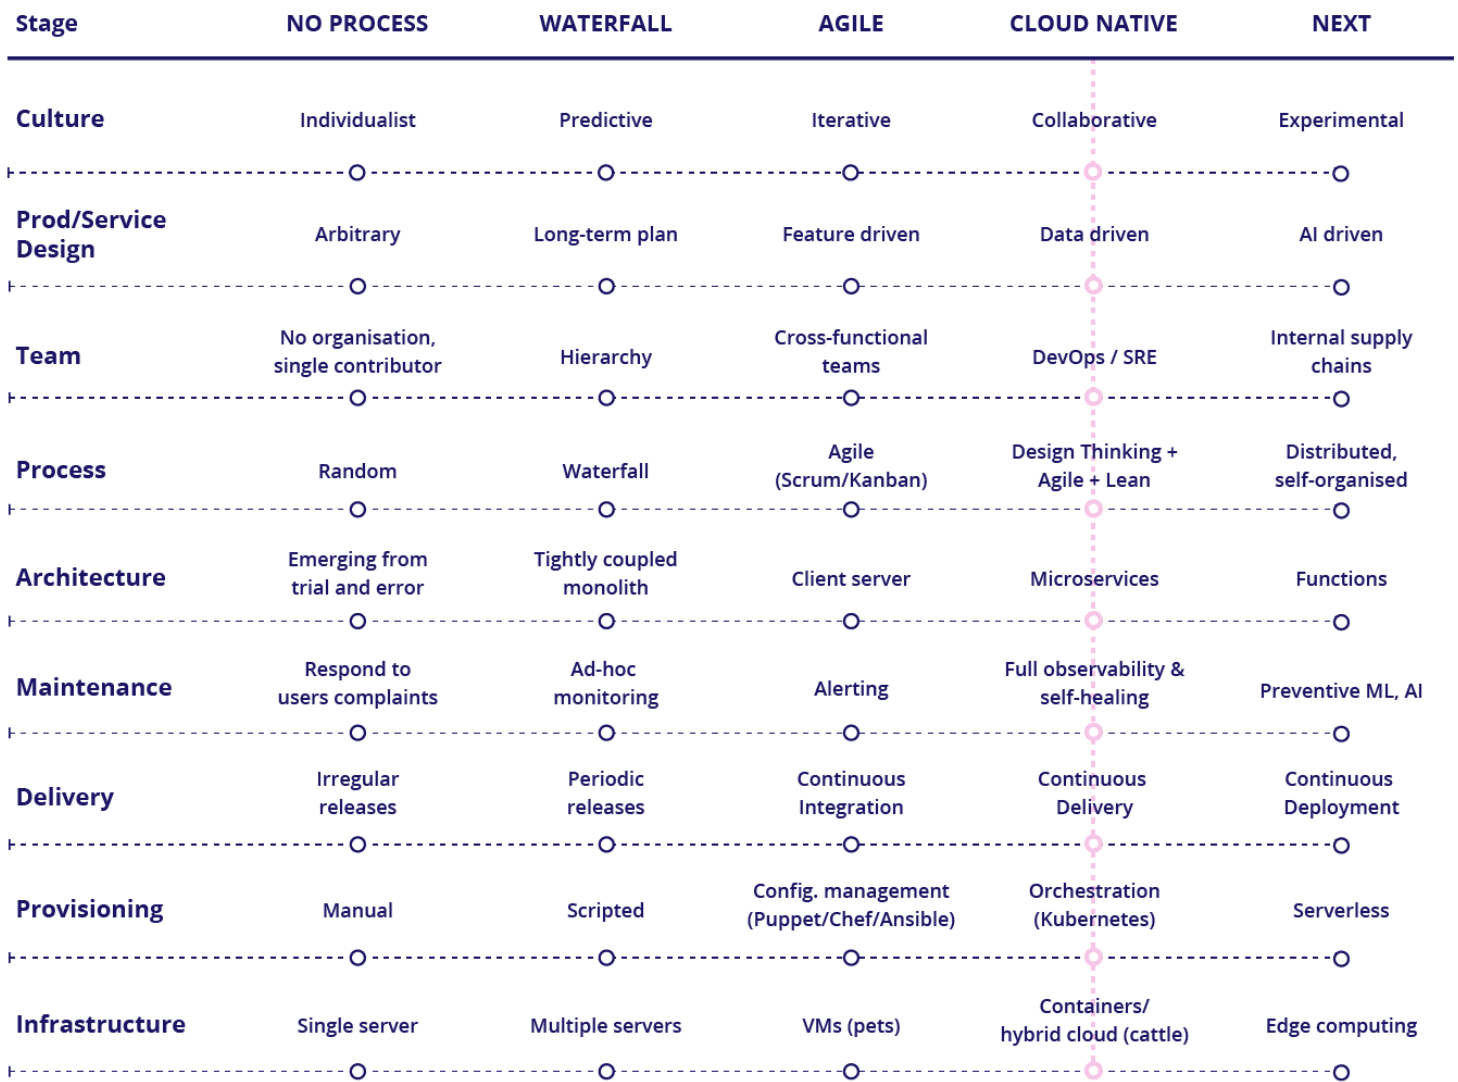 Stage NO PROCESS WATERFALL AGILE CLOUD NATIVE NEXT
Culture Individualist Predictive Iterative Collaborative Experimental
Prod/Service
Design
Arbitrary Long-term plan Feature driven Data driven AI driven
Team
No organisation,
single contributor
Hierarchy
Cross-functional
teams
DevOps / SRE
Internal supply
chains
Process
Random
Waterfall
Agile
(Scrum/Kanban)
Design Thinking +
Agile + Lean
Distributed,
self-organised
Architecture
Emerging from
trial and error
Tightly coupled
monolith
Client server
Microservices
Functions
Maintenance
Respond to
users complaints
Ad-hoc
monitoring
Alerting
Full observability &
self-healing
Preventive ML, AI
Delivery
Irregular
releases
Periodic
releases
Continuous
Integration
Continuous
Delivery
Continuous
Deployment
Provisioning
Manual
Scripted
Config. management
(Puppet/Chef/Ansible)
Orchestration
(Kubernetes)
Serverless
Infrastructure
Single server
Multiple servers
VMs (pets)
Containers/
hybrid cloud (cattle)
Edge computing